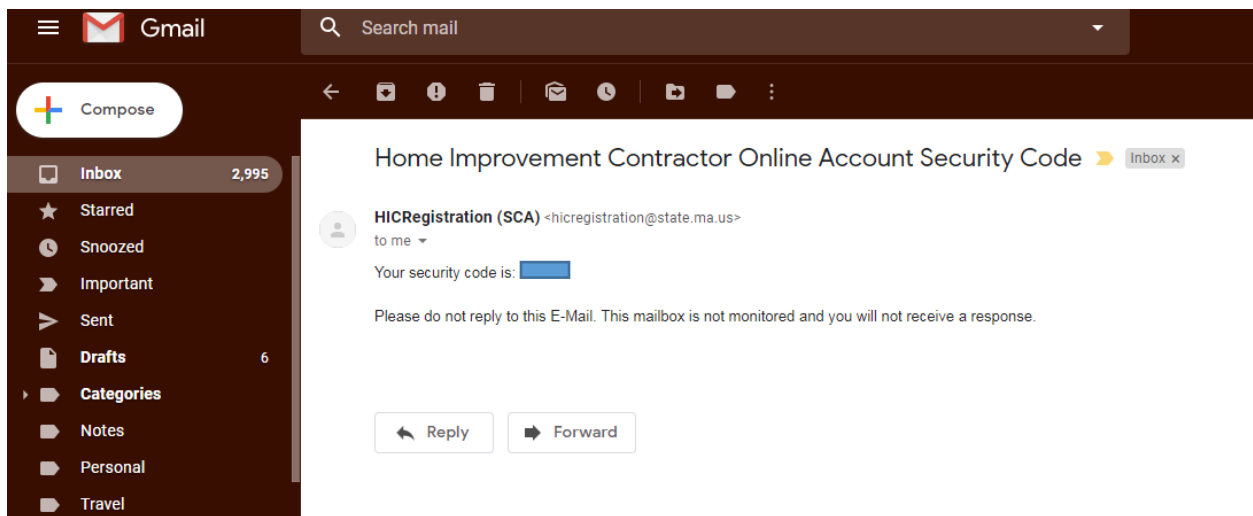 Gmail
Search mail
Compose
Inbox 2,995
Starred
Snoozed
Important
Sent
Drafts 6
Categories
Notes
Personal
Travel
Home Improvement Contractor Online Account Security Code Inbox x
HICRegistration (SCA) <hicregistration@state.ma.us>
to me
Your security code is:
Please do not reply to this E-Mail. This mailbox is not monitored and you will not receive a response.
Reply Forward